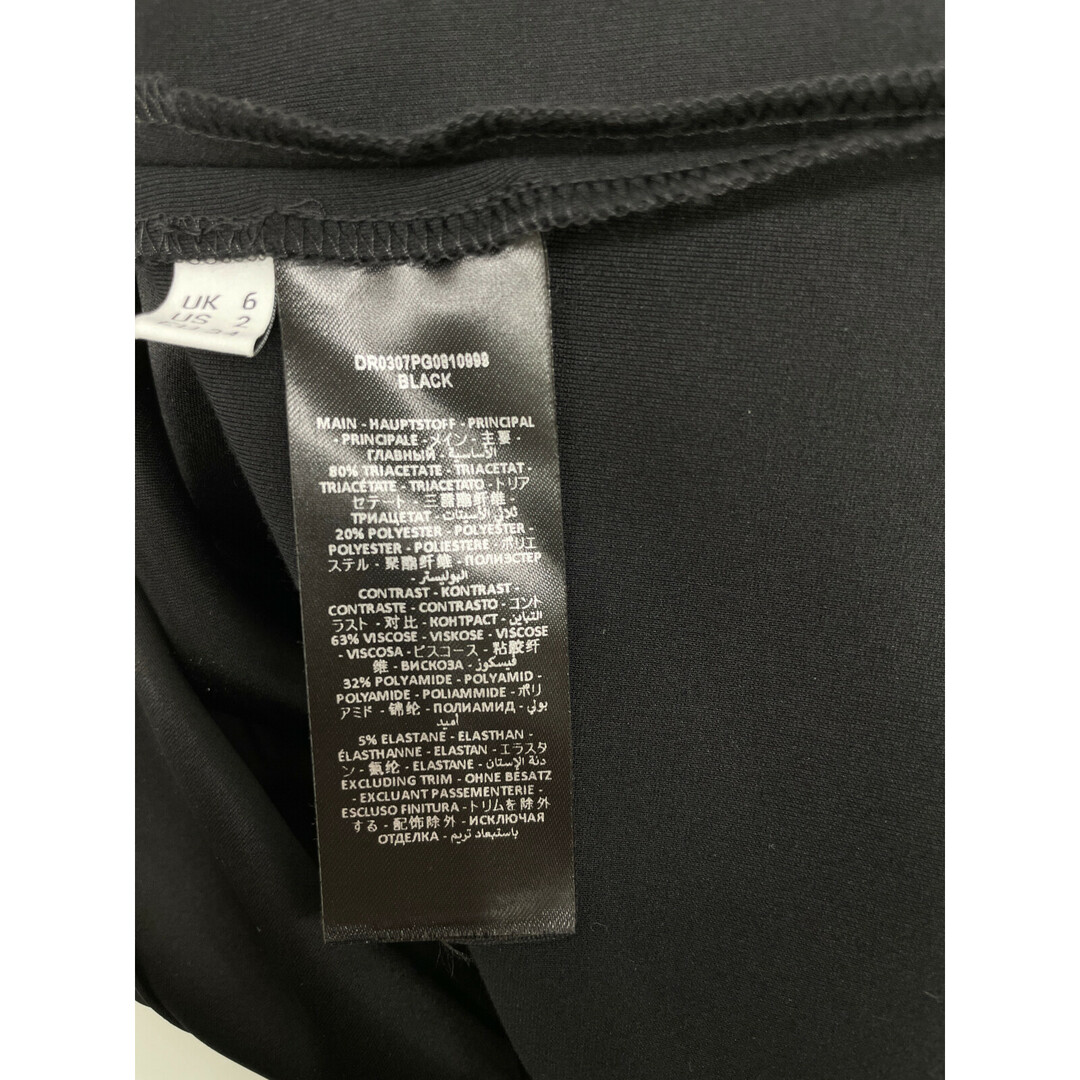 UK 6
US 2
DR0307PG0810999
BLACK
MAIN - HAUPTSTOFF - PRINCIPAL
- PRINCIPALE - メイン - 主要 -
ГЛАВНЫЙ - الأساسية
80% TRIACETATE - TRIACETAT -
TRIACÉTATE - TRIACETATO - トリア
セテート - 三醋酯纤维 -
ТРИАЦЕТАТ - ثلاثي الأسيتات
20% POLYESTER - POLYESTER -
POLYESTER - POLIESTERE - ポリエ
ステル - 聚酯纤维 - ПОЛИЭСТЕР
- البوليستر
CONTRAST - KONTRAST -
CONTRASTE - CONTRASTO - コント
ラスト - 对比 - КОНТРАСТ - التباين
63% VISCOSE - VISKOSE - VISCOSE
- VISCOSA - ビスコース - 粘胶纤
维 - ВИСКОЗА - فيسكوز
32% POLYAMIDE - POLYAMID -
POLYAMIDE - POLIAMMIDE - ポリ
アミド - 锦纶 - ПОЛИАМИД - بولي
أميد
5% ELASTANE - ELASTHAN -
ÉLASTHANNE - ELASTAN - エラスタ
ン - 氨纶 - ELASTANE - دنة الإستان
EXCLUDING TRIM - OHNE BESATZ
- EXCLUANT PASSEMENTERIE -
ESCLUSO FINITURA - トリムを除外
する - 配饰除外 - ИСКЛЮЧАЯ
ОТДЕЛКА - باستبعاد تريم